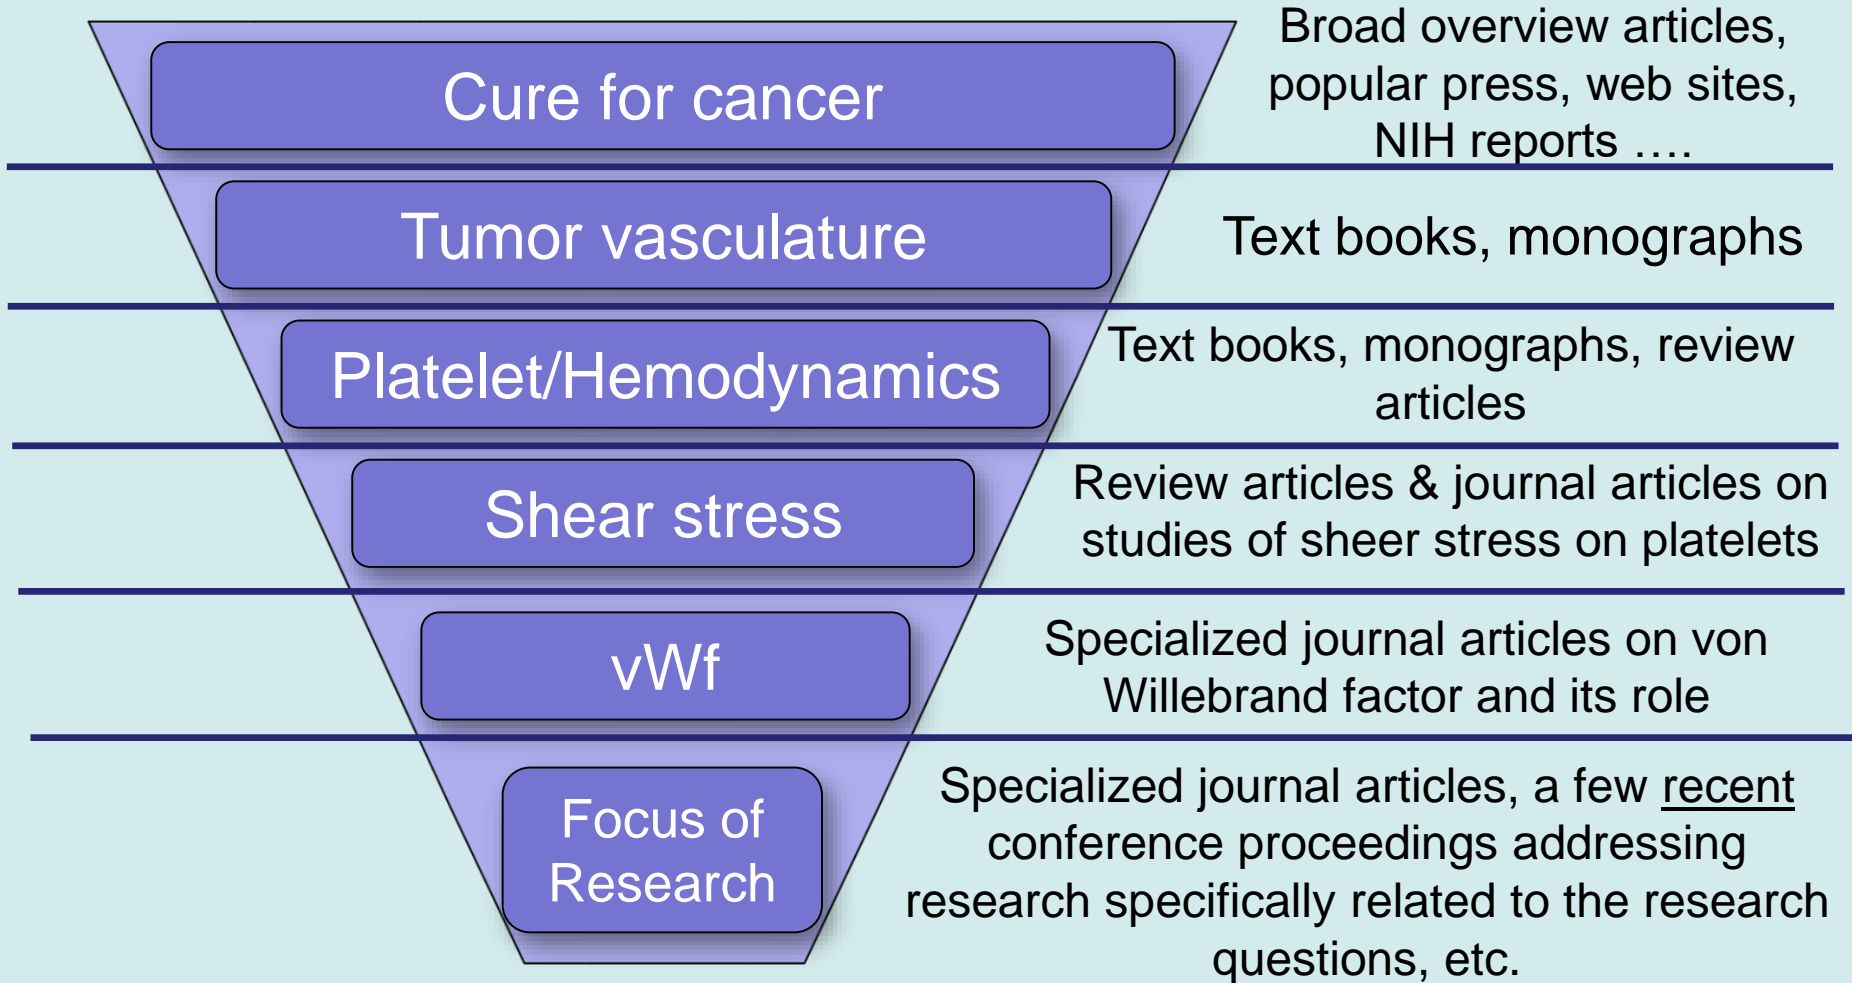 Cure for cancer
Broad overview articles,
popular press, web sites,
NIH reports ….
Tumor vasculature
Text books, monographs
Platelet/Hemodynamics
Text books, monographs, review
articles
Shear stress
Review articles & journal articles on
studies of sheer stress on platelets
vWf
Specialized journal articles on von
Willebrand factor and its role
Focus of
Research
Specialized journal articles, a few recent
conference proceedings addressing
research specifically related to the research
questions, etc.